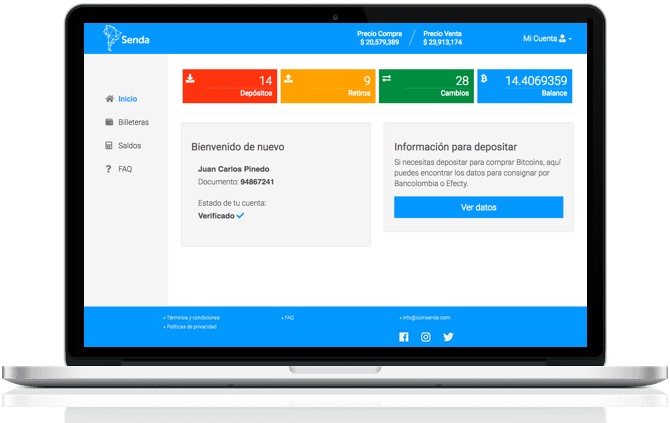 Senda
Precio Compra
$ 20,579,389
Precio Venta
$ 23,913,174
Mi Cuenta
14
Depósitos
9
Retiros
28
Cambios
14.4069359
Balance
Inicio
Billeteras
Saldos
FAQ
Bienvenido de nuevo
Juan Carlos Pinedo
Documento: 94867241
Estado de tu cuenta:
Verificado
Información para depositar
Si necesitas depositar para comprar Bitcoins, aquí
puedes encontrar los datos para consignar por
Bancolombia o Efecty.
Ver datos
» Términos y condiciones
» Políticas de privacidad
» FAQ
» info@coinsenda.com